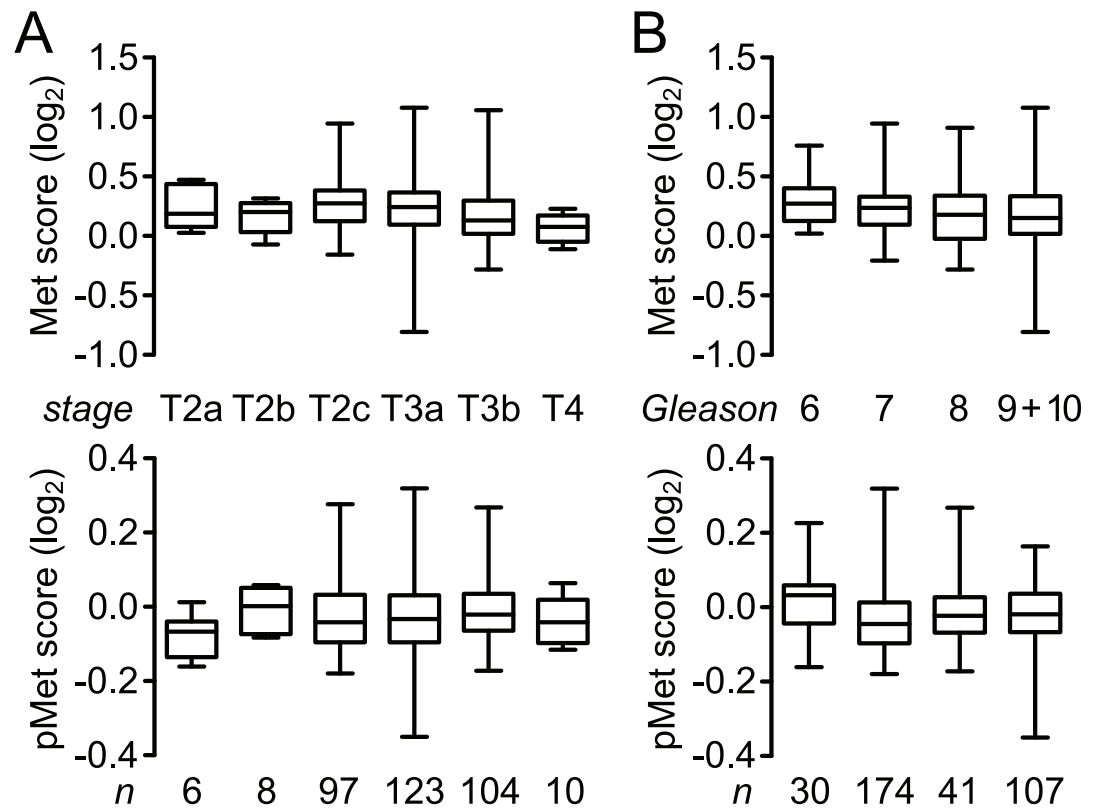 A
Met score (log₂)
1.5
1.0
0.5
0.0
-0.5
-1.0
stage T2a T2b T2c T3a T3b T4
pMet score (log₂)
0.4
0.2
0.0
-0.2
-0.4
n 6 8 97 123 104 10
B
Met score (log₂)
1.5
1.0
0.5
0.0
-0.5
-1.0
Gleason 6 7 8 9+10
pMet score (log₂)
0.4
0.2
0.0
-0.2
-0.4
n 30 174 41 107